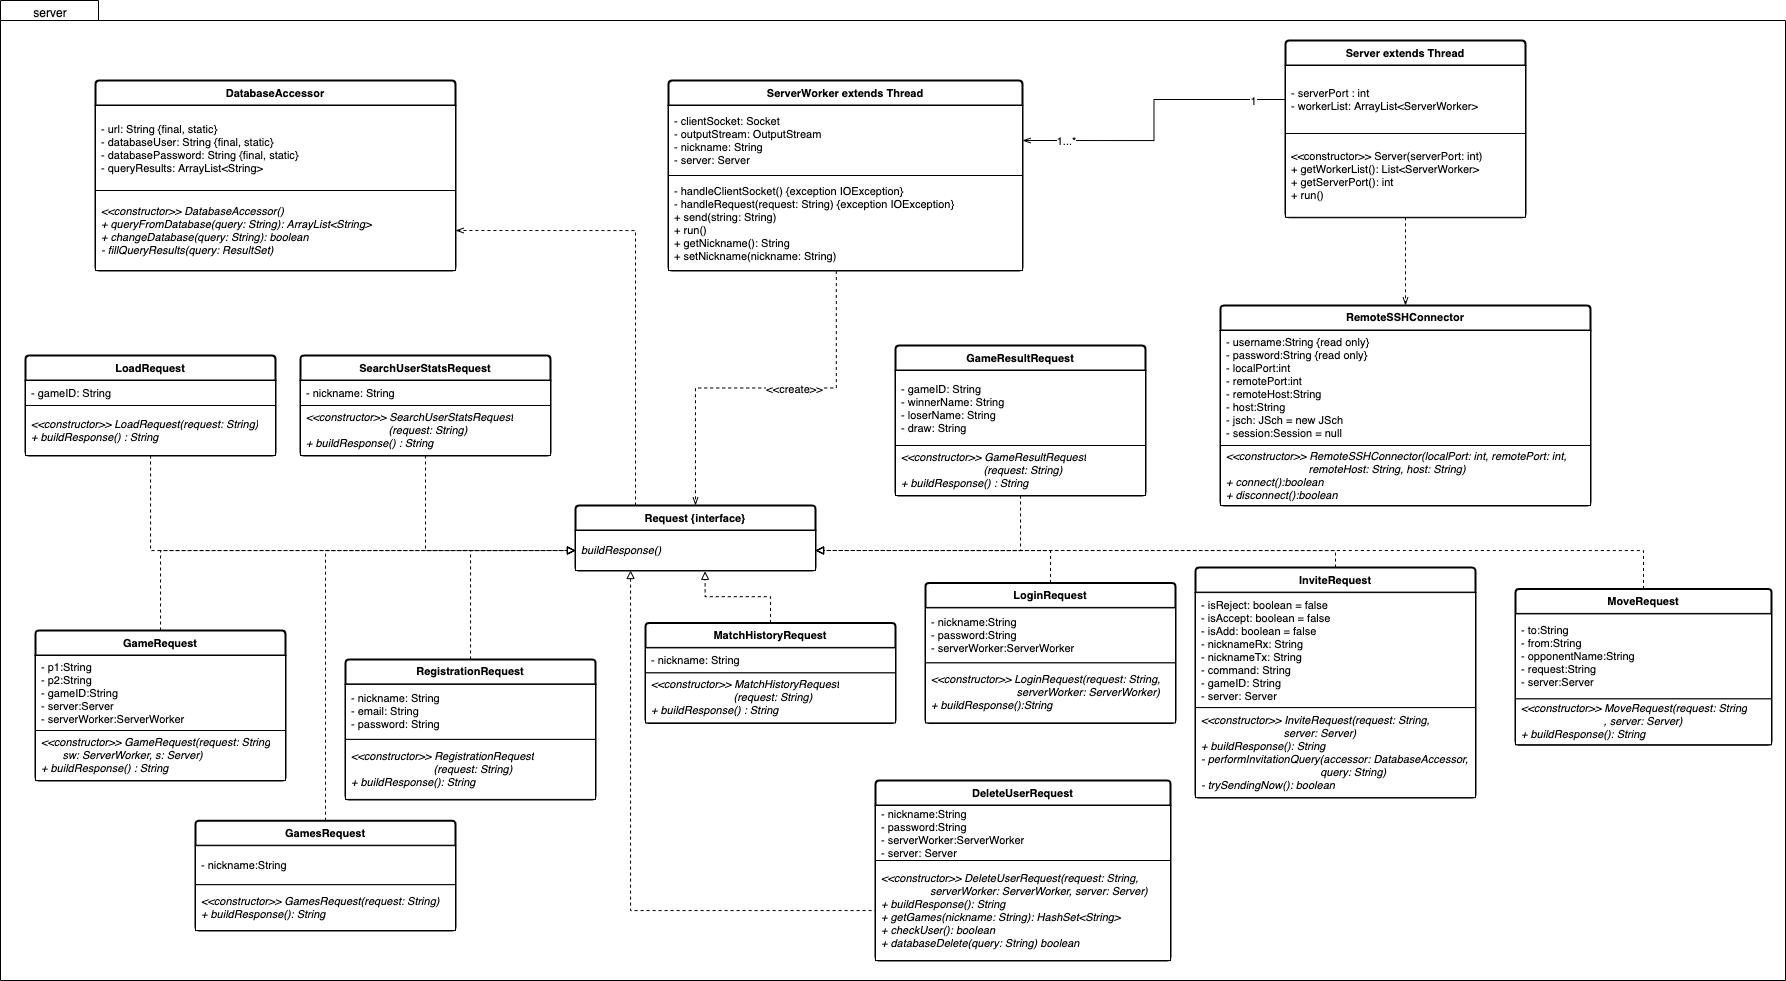 server
DatabaseAccessor
- url: String {final, static}
- databaseUser: String {final, static}
- databasePassword: String {final, static}
- queryResults: ArrayList<String>
<<constructor>> DatabaseAccessor()
+ queryFromDatabase(query: String): ArrayList<String>
+ changeDatabase(query: String): boolean
- fillQueryResults(query: ResultSet)
ServerWorker extends Thread
- clientSocket: Socket
- outputStream: OutputStream
- nickname: String
- server: Server
- handleClientSocket() {exception IOException}
- handleRequest(request: String) {exception IOException}
+ send(string: String)
+ run()
+ getNickname(): String
+ setNickname(nickname: String)
1
1...*
Server extends Thread
- serverPort : int
- workerList: ArrayList<ServerWorker>
<<constructor>> Server(serverPort: int)
+ getWorkerList(): List<ServerWorker>
+ getServerPort(): int
+ run()
RemoteSSHConnector
- username:String {read only}
- password:String {read only}
- localPort:int
- remotePort:int
- remoteHost:String
- host:String
- jsch: JSch = new JSch
- session:Session = null
<<constructor>> RemoteSSHConnector(localPort: int, remotePort: int,
remoteHost: String, host: String)
+ connect():boolean
+ disconnect():boolean
LoadRequest
- gameID: String
<<constructor>> LoadRequest(request: String)
+ buildResponse() : String
SearchUserStatsRequest
- nickname: String
<<constructor>> SearchUserStatsRequest
(request: String)
+ buildResponse() : String
<<create>>
GameResultRequest
- gameID: String
- winnerName: String
- loserName: String
- draw: String
<<constructor>> GameResultRequest
(request: String)
+ buildResponse() : String
Request {interface}
buildResponse()
GameRequest
- p1:String
- p2:String
- gameID:String
- server:Server
- serverWorker:ServerWorker
<<constructor>> GameRequest(request: String
sw: ServerWorker, s: Server)
+ buildResponse() : String
RegistrationRequest
- nickname: String
- email: String
- password: String
<<constructor>> RegistrationRequest
(request: String)
+ buildResponse() : String
MatchHistoryRequest
- nickname: String
<<constructor>> MatchHistoryRequest
(request: String)
+ buildResponse() : String
LoginRequest
- nickname:String
- password:String
- serverWorker:ServerWorker
<<constructor>> LoginRequest(request: String,
serverWorker: ServerWorker)
+ buildResponse():String
InviteRequest
- isReject: boolean = false
- isAccept: boolean = false
- isAdd: boolean = false
- nicknameRx: String
- nicknameTx: String
- command: String
- gameID: String
- server: Server
<<constructor>> InviteRequest(request: String,
server: Server)
+ buildResponse(): String
- performInvitationQuery(accessor: DatabaseAccessor,
query: String)
- trySendingNow(): boolean
MoveRequest
- to:String
- from:String
- opponentName:String
- request:String
- server:Server
<<constructor>> MoveRequest(request: String
, server: Server)
+ buildResponse(): String
GamesRequest
- nickname:String
<<constructor>> GamesRequest(request: String)
+ buildResponse(): String
DeleteUserRequest
- nickname:String
- password:String
- serverWorker:ServerWorker
- server: Server
<<constructor>> DeleteUserRequest(request: String,
serverWorker: ServerWorker, server: Server)
+ buildResponse(): String
+ getGames(nickname: String): HashSet<String>
+ checkUser(): boolean
+ databaseDelete(query: String) boolean